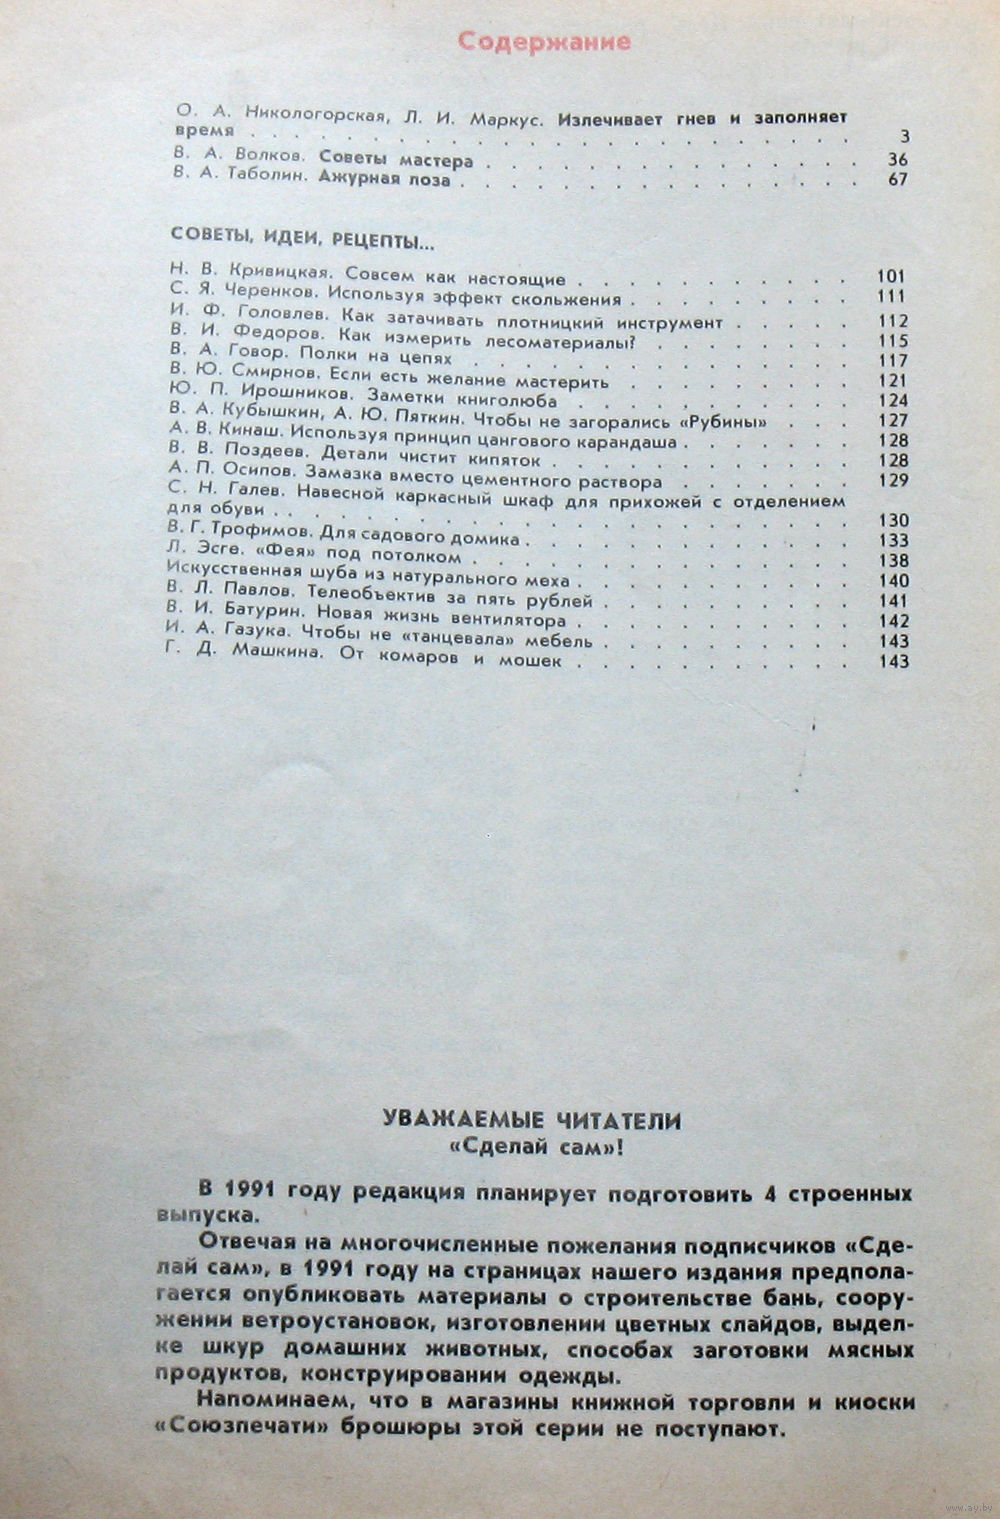 Содержание
О. А. Никологорская, Л. И. Маркус. Излечивает гнев и заполняет
время . . . . . . . . . . . . . . . . . . . . . . . 3
В. А. Волков. Советы мастера . . . . . . . . . . . . . . . 36
В. А. Таболин. Ажурная лоза . . . . . . . . . . . . . . . . 67
СОВЕТЫ, ИДЕИ, РЕЦЕПТЫ...
Н. В. Кривицкая. Совсем как настоящие . . . . . . . . . . . 101
С. Я. Черенков. Используя эффект скольжения . . . . . . . . . 111
И. Ф. Головлев. Как затачивать плотницкий инструмент . . . . . 112
В. И. Федоров. Как измерить лесоматериалы? . . . . . . . . 115
В. А. Говор. Полки на цепях . . . . . . . . . . . . . . . 117
В. Ю. Смирнов. Если есть желание мастерить . . . . . . . . . 121
Ю. П. Ирошников. Заметки книголюба . . . . . . . . . . . 124
В. А. Кубышкин, А. Ю. Пяткин. Чтобы не загорались «Рубины» . . . 127
А. В. Кинаш. Используя принцип цангового карандаша . . . . . . . 128
В. В. Поздеев. Детали чистит кипяток . . . . . . . . . . . . 128
А. П. Осипов. Замазка вместо цементного раствора . . . . . . . 129
С. Н. Галев. Навесной каркасный шкаф для прихожей с отделением
для обуви . . . . . . . . . . . . . . . . . . . . . . 130
В. Г. Трофимов. Для садового домика . . . . . . . . . . . . . 133
Л. Эсге. «Фея» под потолком . . . . . . . . . . . . . . . 138
Искусственная шуба из натурального меха . . . . . . . . . . . 140
В. Л. Павлов. Телеобъектив за пять рублей . . . . . . . . . . 141
В. И. Батурин. Новая жизнь вентилятора . . . . . . . . . . . 142
И. А. Газука. Чтобы не «танцевала» мебель . . . . . . . . . . 143
Г. Д. Машкина. От комаров и мошек . . . . . . . . . . . 143
УВАЖАЕМЫЕ ЧИТАТЕЛИ
«Сделай сам»!
В 1991 году редакция планирует подготовить 4 строенных
выпуска.
Отвечая на многочисленные пожелания подписчиков «Сде-
лай сам», в 1991 году на страницах нашего издания предпола-
гается опубликовать материалы о строительстве бань, соору-
жении ветроустановок, изготовлении цветных слайдов, выдел-
ке шкур домашних животных, способах заготовки мясных
продуктов, конструировании одежды.
Напоминаем, что в магазины книжной торговли и киоски
«Союзпечати» брошюры этой серии не поступают.
www.ay.by